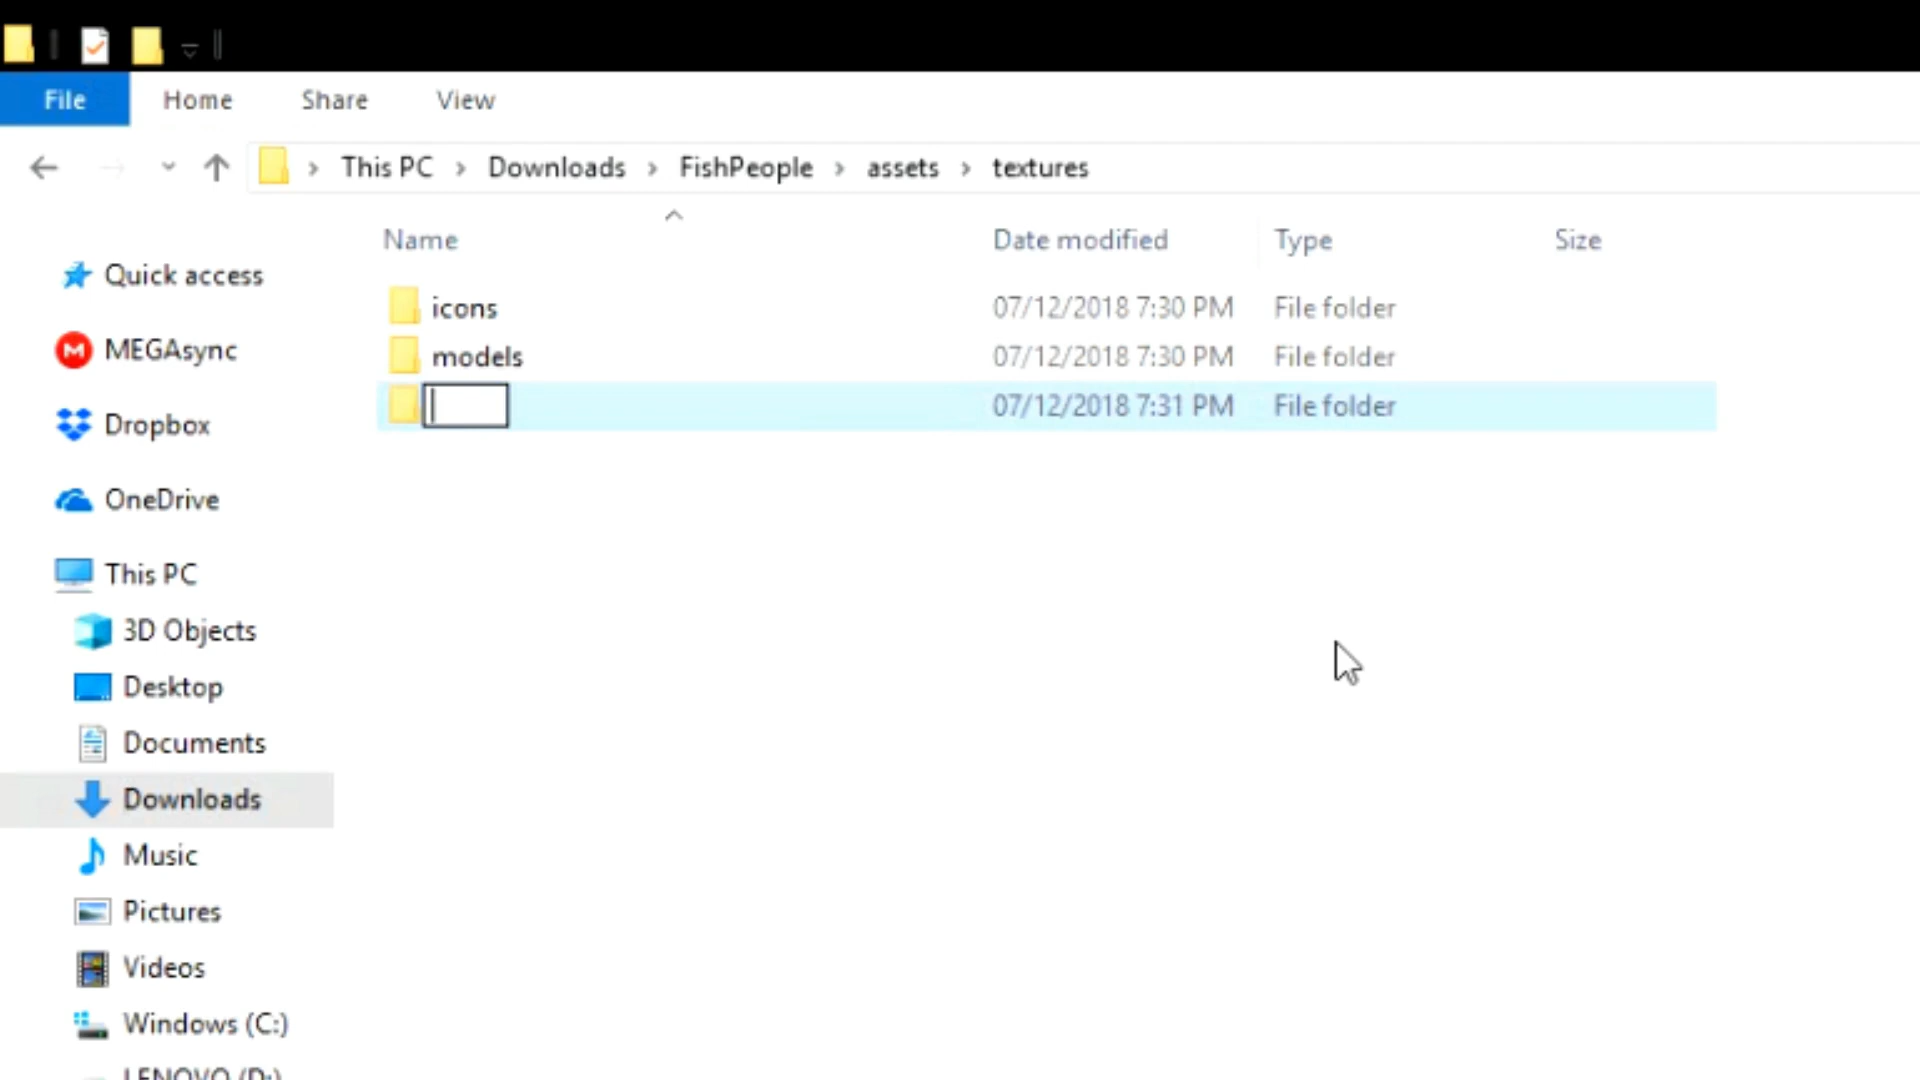 File Home Share View
This PC Downloads FishPeople assets textures
Name Date modified Type Size
icons 07/12/2018 7:30 PM File folder
models 07/12/2018 7:30 PM File folder
07/12/2018 7:31 PM File folder
Quick access
MEGAsync
Dropbox
OneDrive
This PC
3D Objects
Desktop
Documents
Downloads
Music
Pictures
Videos
Windows (C:)
LENOVO (D:)